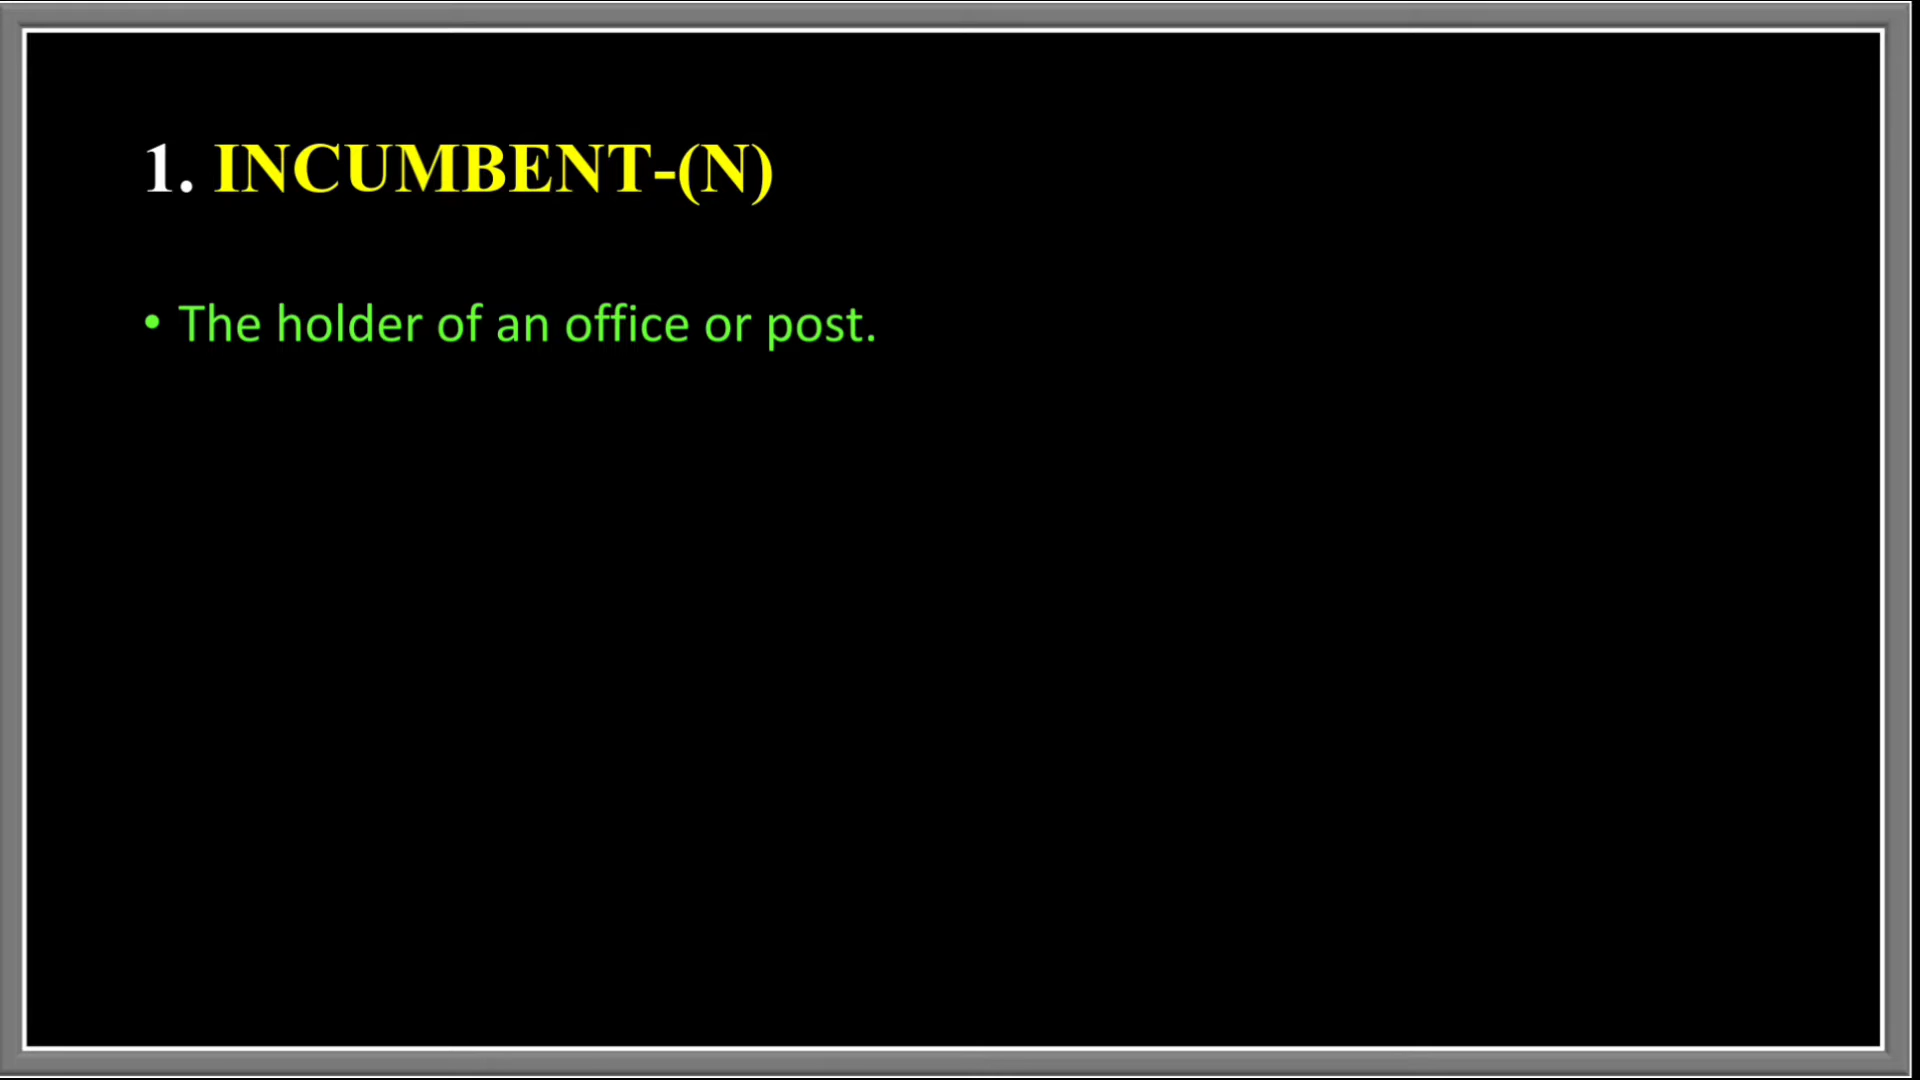 1. INCUMBENT-(N)
• The holder of an office or post.